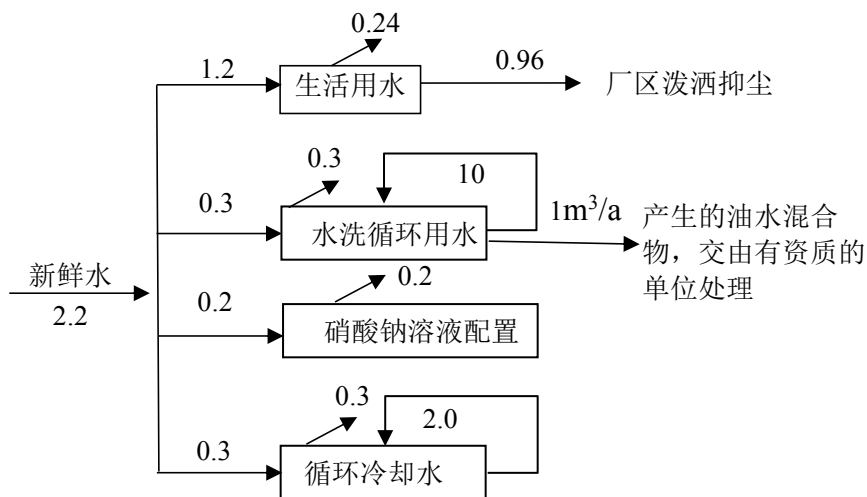 0.24
1.2
生活用水
0.96
厂区泼洒抑尘
0.3
10
0.3
水洗循环用水
1m³/a
产生的油水混合
物，交由有资质的
单位处理
新鲜水
2.2
0.2
0.2
硝酸钠溶液配置
0.3
2.0
0.3
循环冷却水